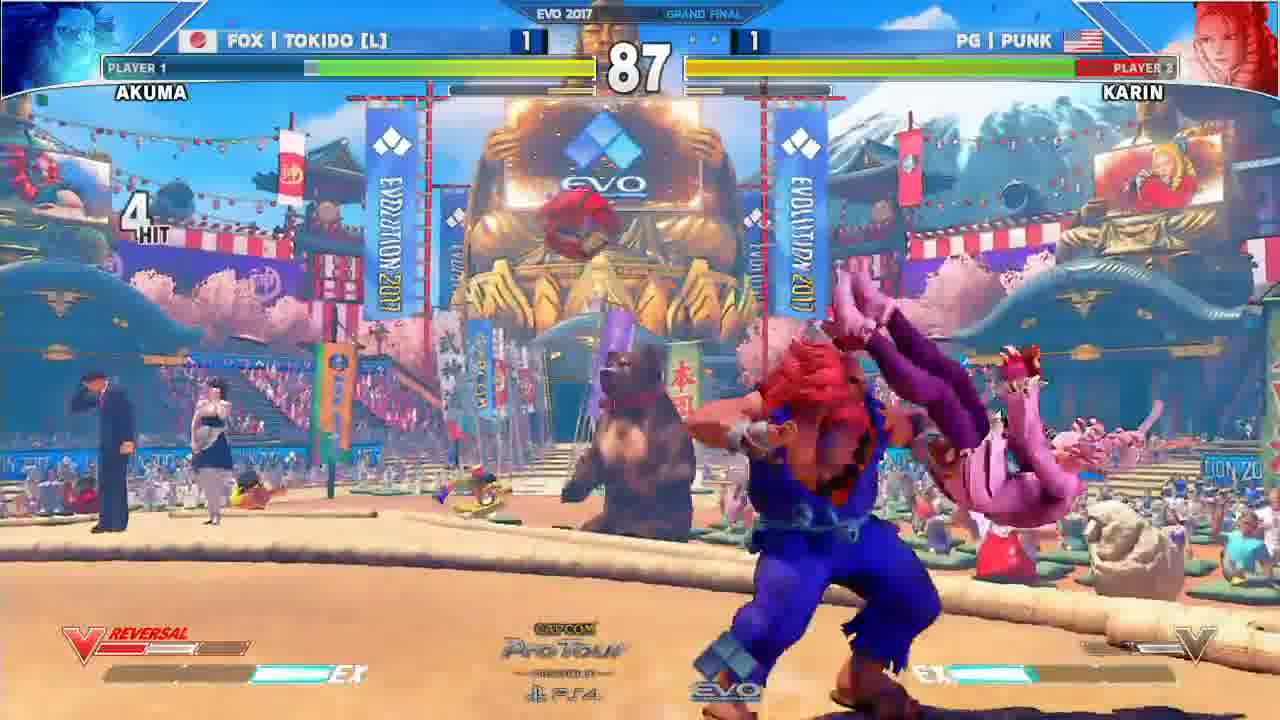 EVO 2017
GRAND FINAL
FOX | TOKIDO [L]
1
87
1
PG | PUNK
PLAYER 1
PLAYER 2
AKUMA
KARIN
EVO
EVOLUTION 2017
EVOLUTION 2017
4 HIT
本
REVERSAL
EX
CAPCOM
Pro Tour
PS4
EVO
EX